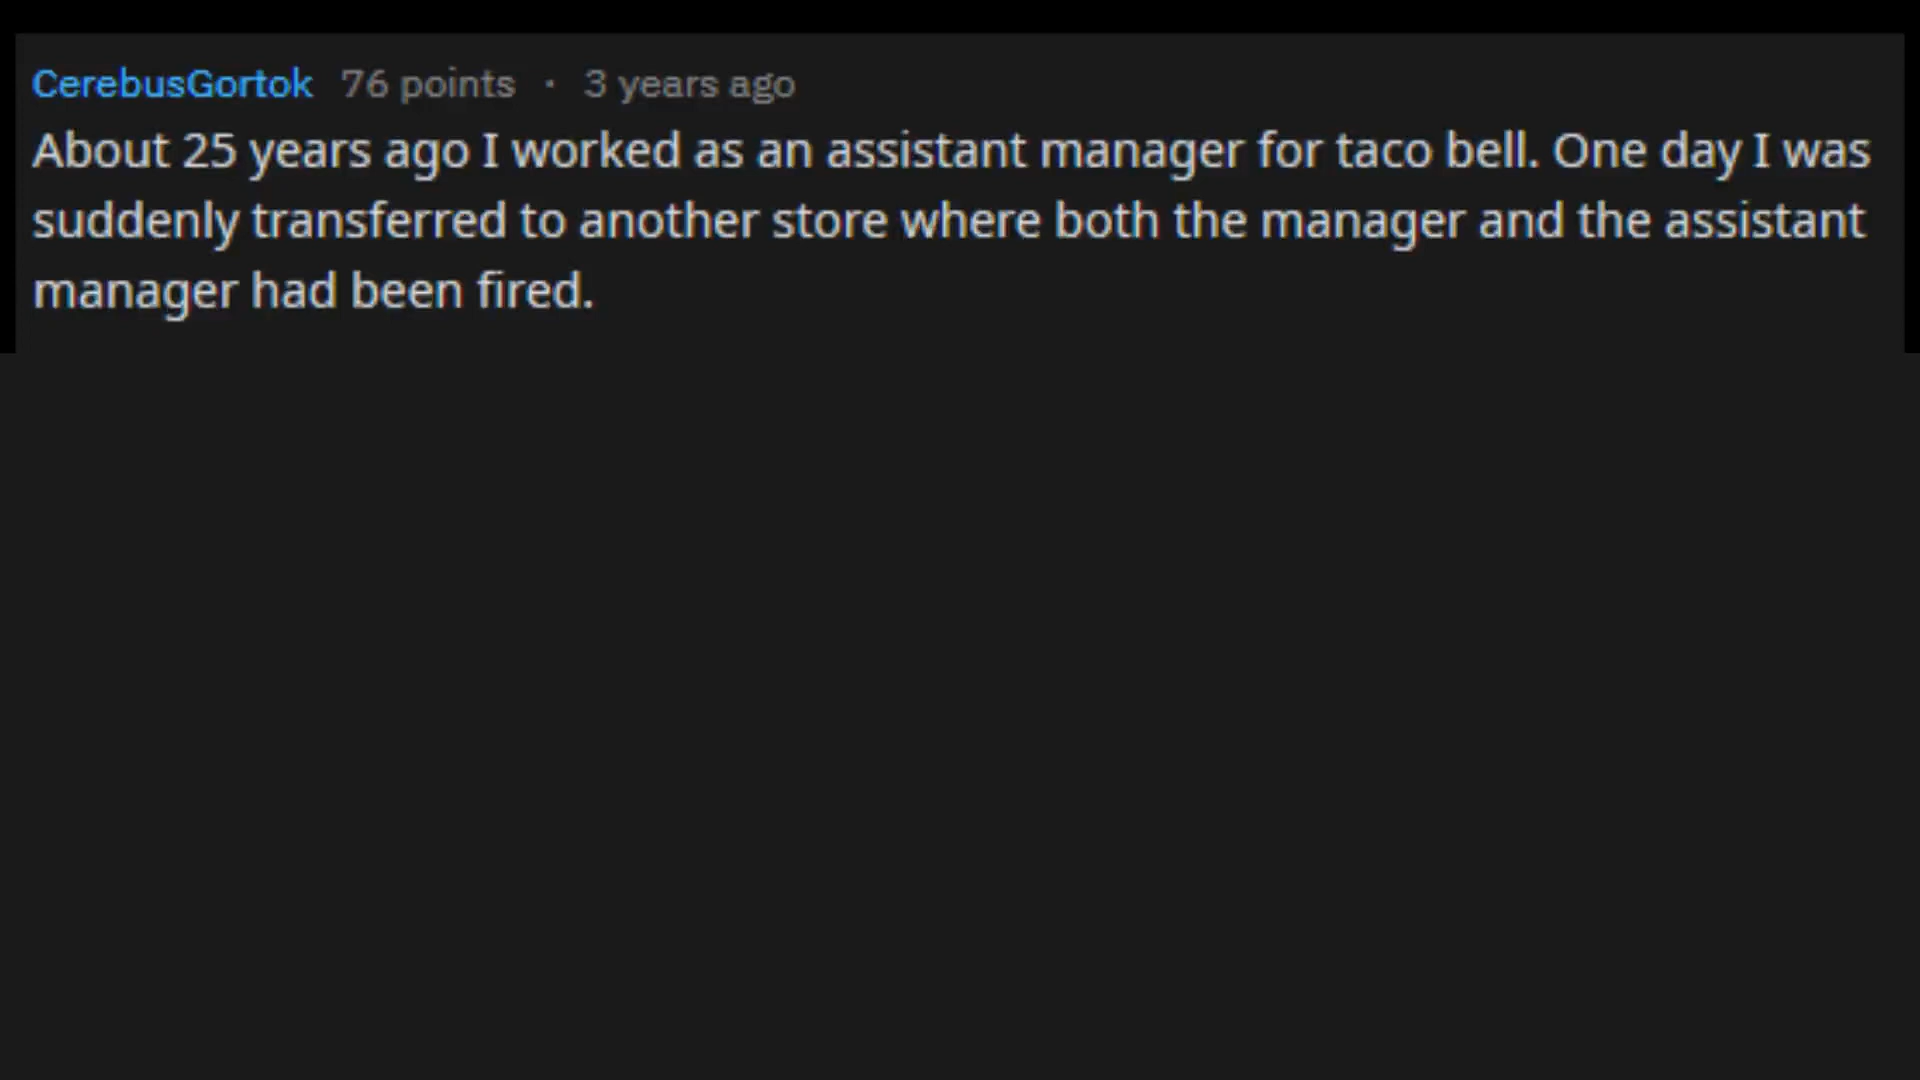 CerebusGortok 76 points · 3 years ago
About 25 years ago I worked as an assistant manager for taco bell. One day I was
suddenly transferred to another store where both the manager and the assistant
manager had been fired.